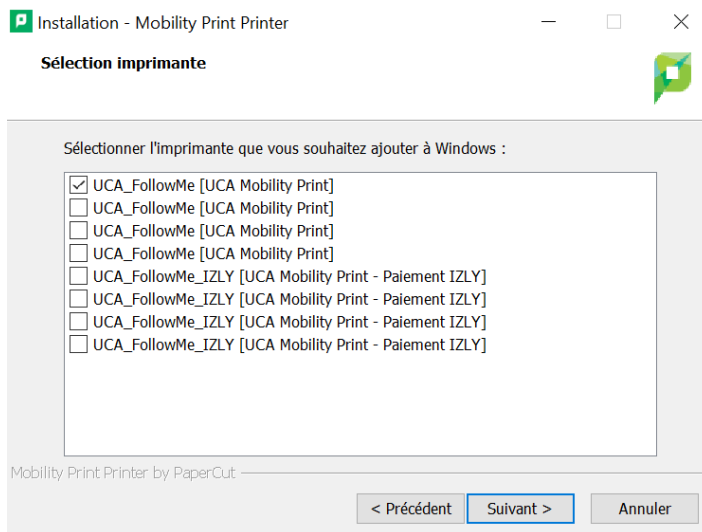 Installation - Mobility Print Printer
Sélection imprimante
Sélectionner l'imprimante que vous souhaitez ajouter à Windows :
UCA_FollowMe [UCA Mobility Print]
UCA_FollowMe [UCA Mobility Print]
UCA_FollowMe [UCA Mobility Print]
UCA_FollowMe [UCA Mobility Print]
UCA_FollowMe_IZLY [UCA Mobility Print - Paiement IZLY]
UCA_FollowMe_IZLY [UCA Mobility Print - Paiement IZLY]
UCA_FollowMe_IZLY [UCA Mobility Print - Paiement IZLY]
UCA_FollowMe_IZLY [UCA Mobility Print - Paiement IZLY]
Mobility Print Printer by PaperCut
< Précédent Suivant > Annuler